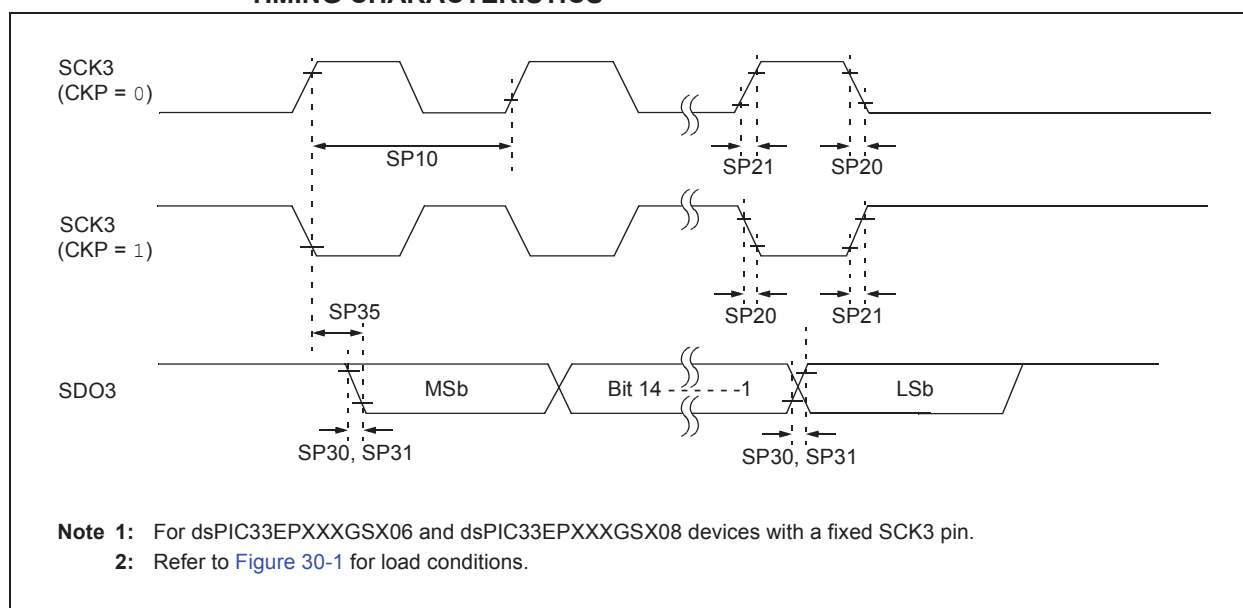 TIMING CHARACTERISTICS
SCK3
(CKP = 0)
SP10
SP21
SP20
SCK3
(CKP = 1)
SP35
SP20
SP21
SDO3
MSb
Bit 14 - - - - - -1
LSb
SP30, SP31
SP30, SP31
Note 1: For dsPIC33EPXXXGSX06 and dsPIC33EPXXXGSX08 devices with a fixed SCK3 pin.
2: Refer to Figure 30-1 for load conditions.